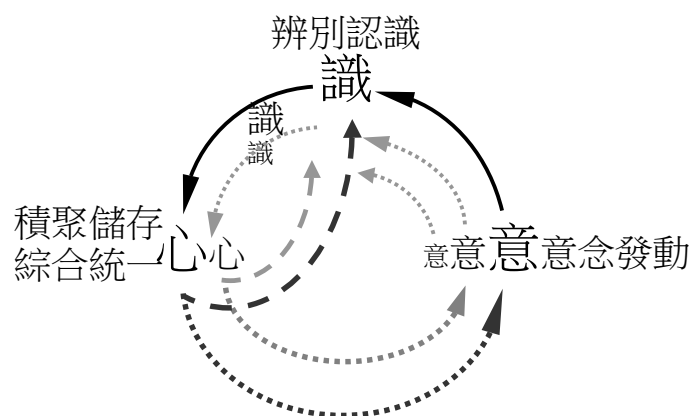 辨別認識
識
識
識
積聚儲存
綜合統一
心心
意意意意念發動